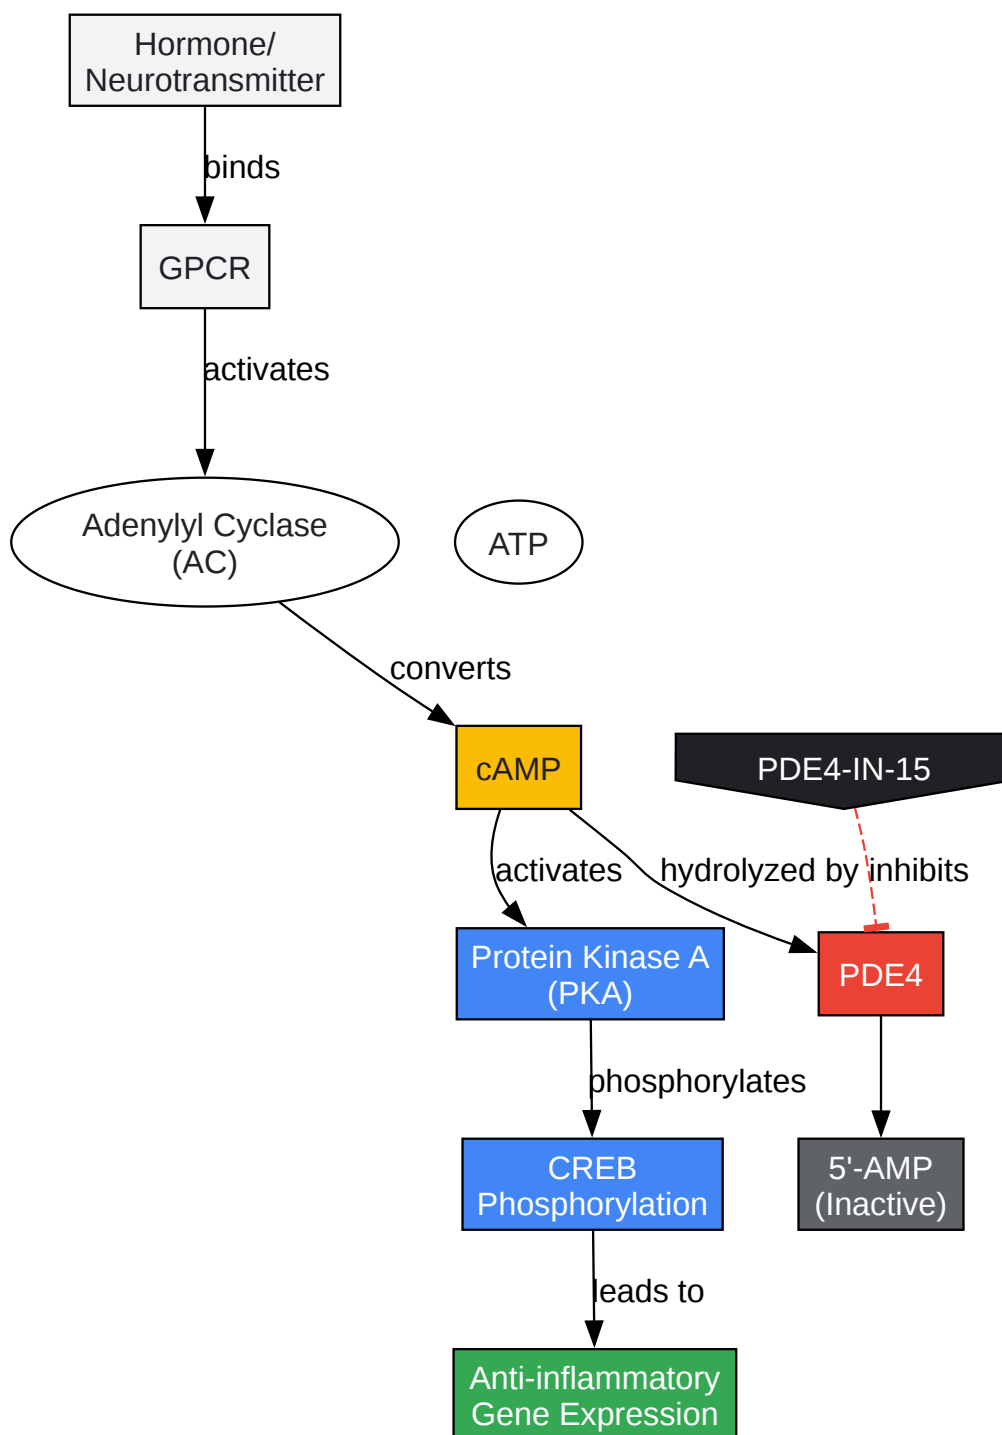 Hormone/
Neurotransmitter
binds
GPCR
activates
Adenylyl Cyclase
(AC)
ATP
converts
cAMP
PDE4-IN-15
activates
hydrolyzed by
inhibits
Protein Kinase A
(PKA)
PDE4
phosphorylates
CREB
Phosphorylation
5'-AMP
(Inactive)
leads to
Anti-inflammatory
Gene Expression